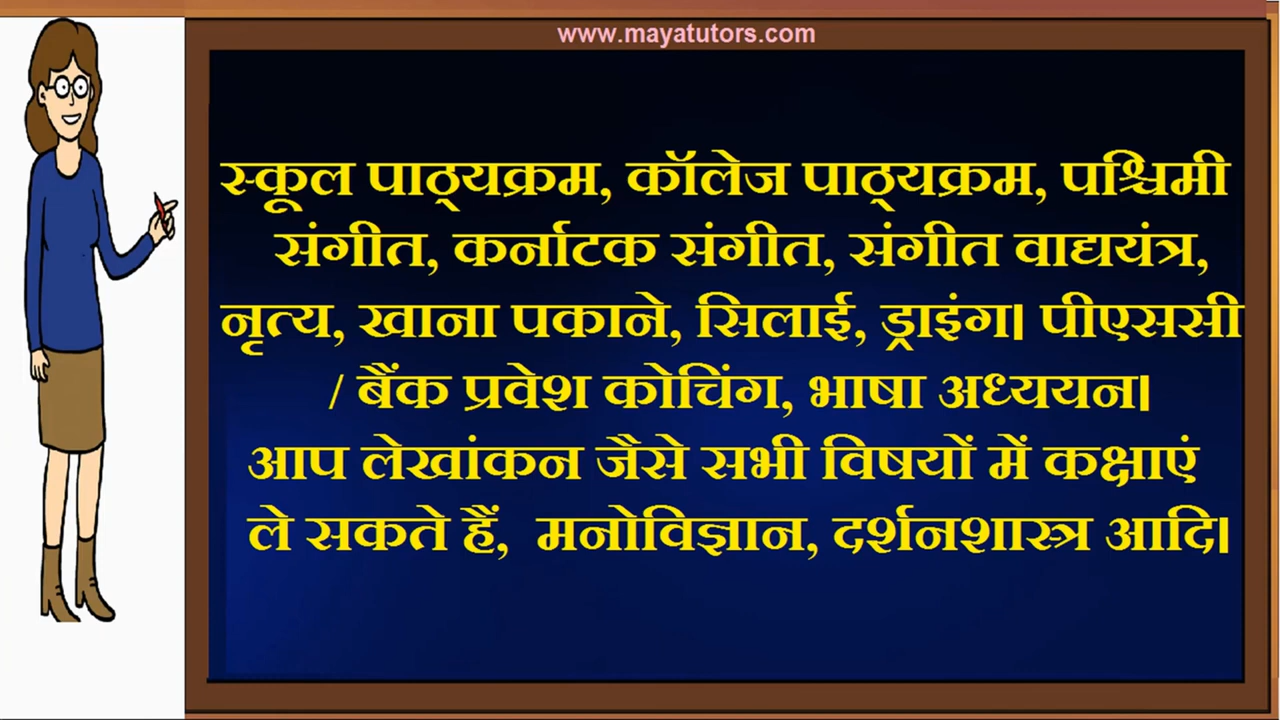 www.mayatutors.com
स्कूल पाठ्यक्रम, कॉलेज पाठ्यक्रम, पश्चिमी
संगीत, कर्नाटक संगीत, संगीत वाद्ययंत्र,
नृत्य, खाना पकाने, सिलाई, ड्राइंग। पीएससी
/ बैंक प्रवेश कोचिंग, भाषा अध्ययन।
आप लेखांकन जैसे सभी विषयों में कक्षाएं
ले सकते हैं, मनोविज्ञान, दर्शनशास्त्र आदि।